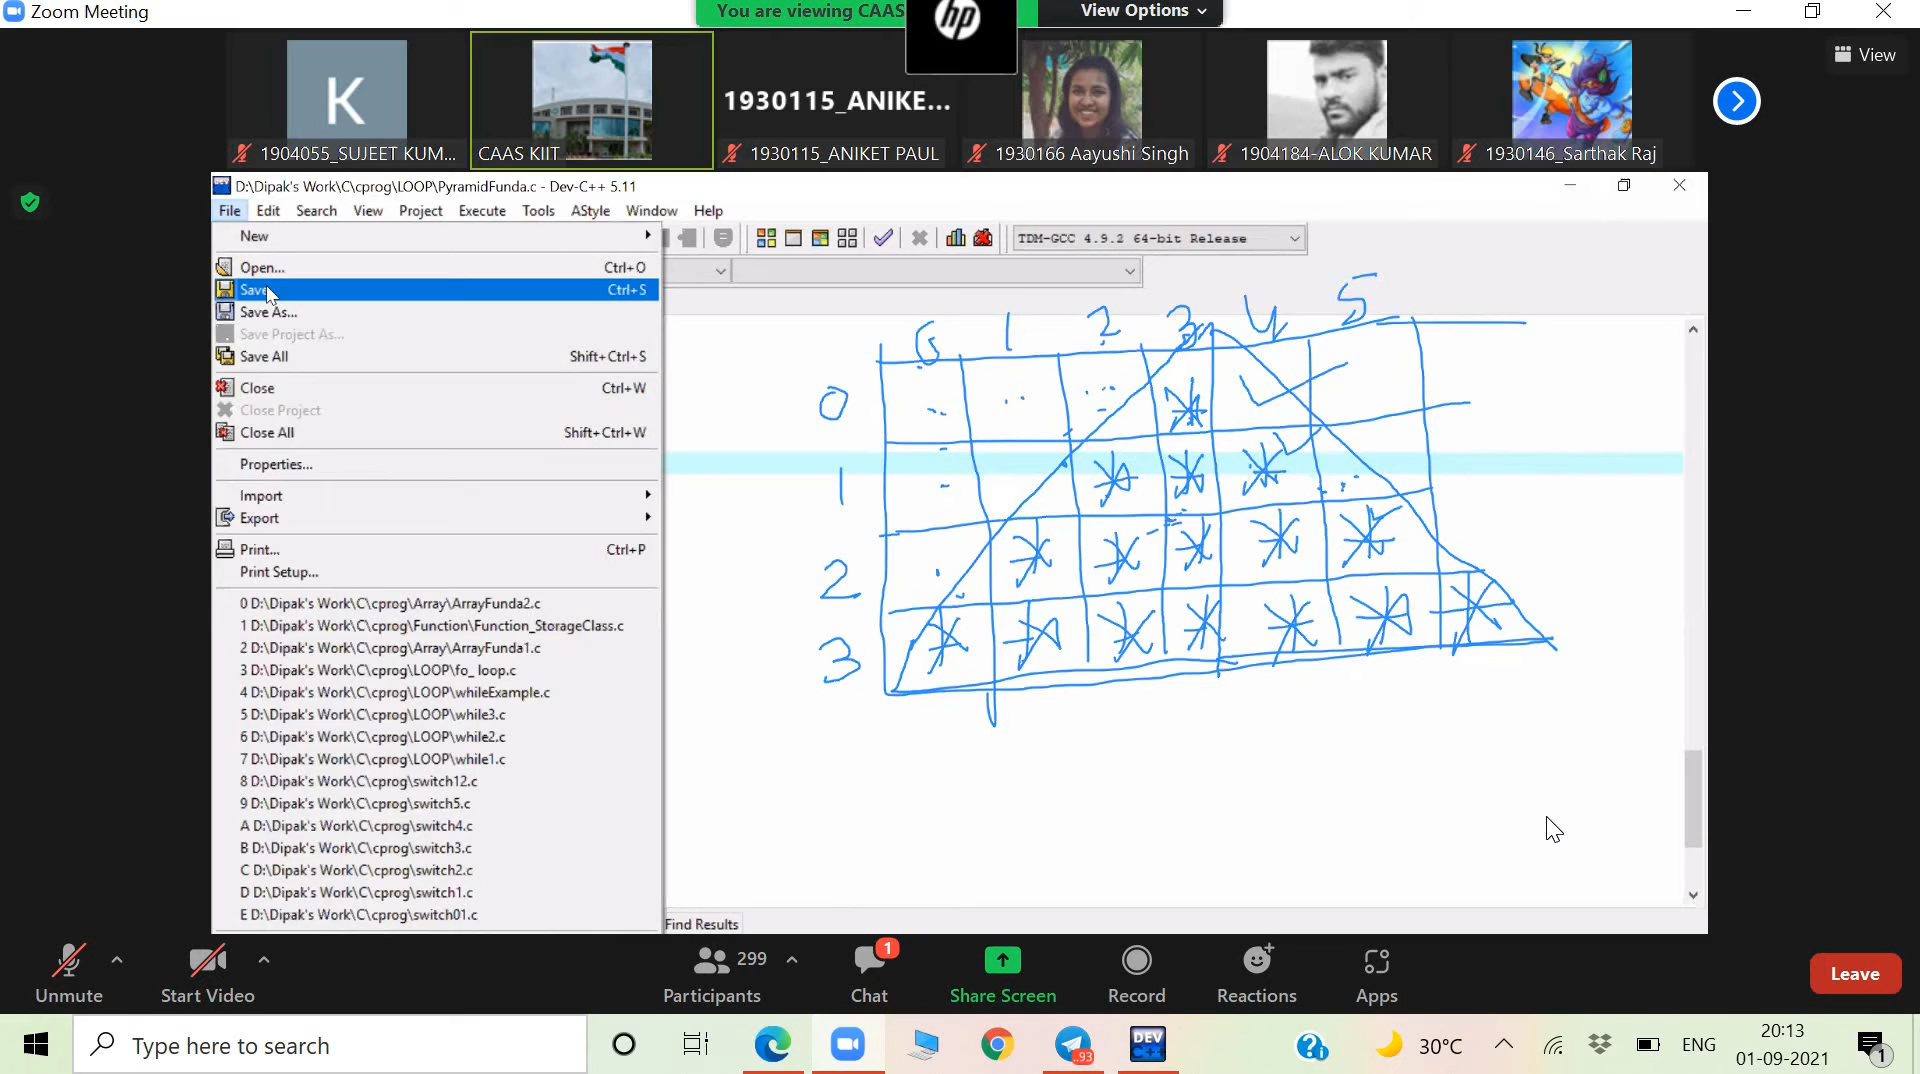 Zoom Meeting
You are viewing CAAS
hp
View Options
View
K
1930115_ANIKE...
1904055_SUJEET KUM...
CAAS KIIT
1930115_ANIKET PAUL
1930166 Aayushi Singh
1904184-ALOK KUMAR
1930146_Sarthak Raj
D:\Dipak's Work\C\cprog\LOOP\PyramidFunda.c - Dev-C++ 5.11
File Edit Search View Project Execute Tools AStyle Window Help
New
TDM-GCC 4.9.2 64-bit Release
Open... Ctrl+O
Save Ctrl+S
Save As...
Save Project As...
Save All Shift+Ctrl+S
Close Ctrl+W
Close Project
Close All Shift+Ctrl+W
Properties...
Import
Export
Print... Ctrl+P
Print Setup...
0 D:\Dipak's Work\C\cprog\Array\ArrayFunda2.c
1 D:\Dipak's Work\C\cprog\Function\Function_StorageClass.c
2 D:\Dipak's Work\C\cprog\Array\ArrayFunda1.c
3 D:\Dipak's Work\C\cprog\LOOP\fo_ loop.c
4 D:\Dipak's Work\C\cprog\LOOP\whileExample.c
5 D:\Dipak's Work\C\cprog\LOOP\while3.c
6 D:\Dipak's Work\C\cprog\LOOP\while2.c
7 D:\Dipak's Work\C\cprog\LOOP\while1.c
8 D:\Dipak's Work\C\cprog\switch12.c
9 D:\Dipak's Work\C\cprog\switch5.c
A D:\Dipak's Work\C\cprog\switch4.c
B D:\Dipak's Work\C\cprog\switch3.c
C D:\Dipak's Work\C\cprog\switch2.c
D D:\Dipak's Work\C\cprog\switch1.c
E D:\Dipak's Work\C\cprog\switch01.c
1 2 3 4 5
0 *
1 * * *
2 * * * * *
3 * * * * * * *
Find Results
Unmute
Start Video
299
Participants
1
Chat
Share Screen
Record
Reactions
Apps
Leave
Type here to search
..93
DEV
C++
30°C
ENG
20:13
01-09-2021
1